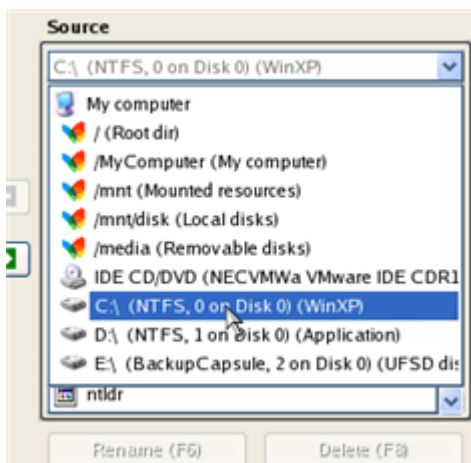 Source
C:\ (NTFS, 0 on Disk 0) (WinXP)
My computer
/ (Root dir)
/MyComputer (My computer)
/mnt (Mounted resources)
/mnt/disk (Local disks)
/media (Removable disks)
IDE CD/DVD (NECVMWa VMware IDE CDR1
C:\ (NTFS, 0 on Disk 0) (WinXP)
D:\ (NTFS, 1 on Disk 0) (Application)
E:\ (BackupCapsule, 2 on Disk 0) (UFSD dis
ntldr
Rename (F6) Delete (F8)